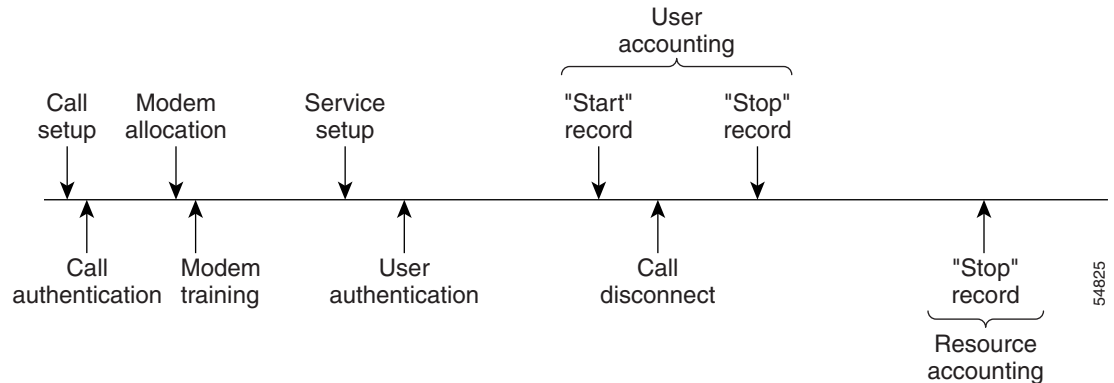 User
accounting
Call
setup
Modem
allocation
Service
setup
"Start"
record
"Stop"
record
Call
authentication
Modem
training
User
authentication
Call
disconnect
"Stop"
record
Resource
accounting
54825